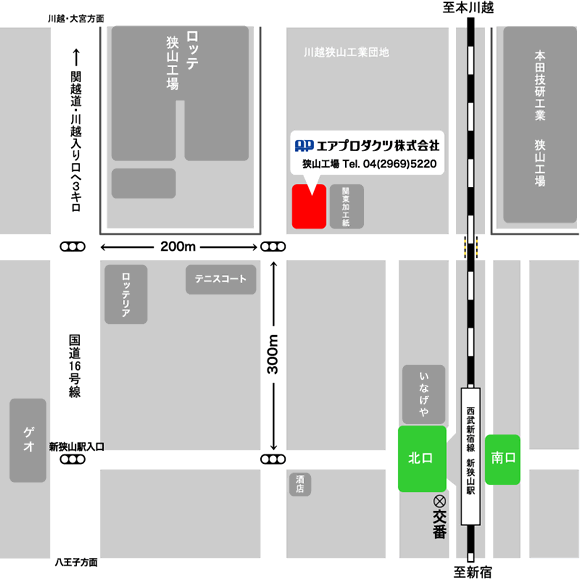 至本川越
川越・大宮方面
関越道・川越入り口へ3キロ
ロッテ
狭山工場
川越狭山工業団地
本田技研工業 狭山工場
AP エアプロダクツ株式会社
狭山工場 Tel. 04(2969)5220
関東加工紙
200m
ロッテリア
テニスコート
300m
国道16号線
いなげや
ゲオ
新狭山駅入口
西武新宿線 新狭山駅
北口
南口
酒店
交番
八王子方面
至新宿